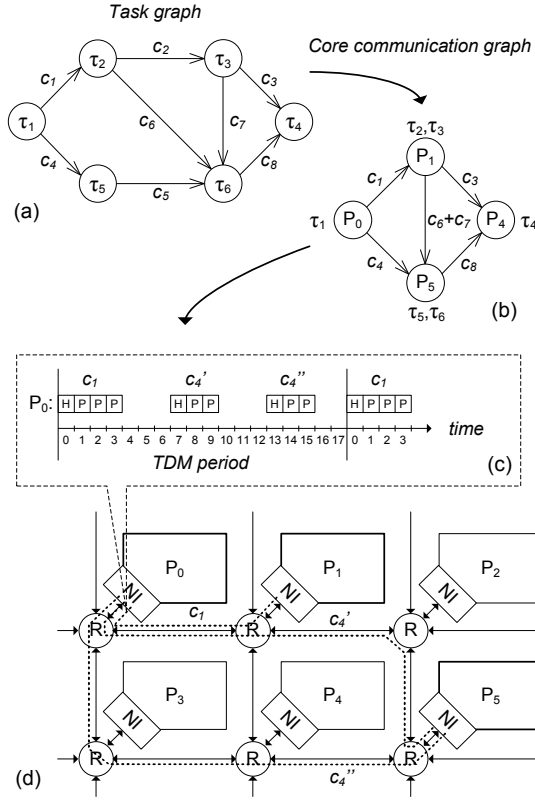 Task graph
Core communication graph
c₂
τ₂
τ₃
c₁
c₃
τ₁
c₆
c₇
τ₄
c₄
c₈
τ₅
c₅
τ₆
(a)
τ₂,τ₃
P₁
c₁
c₃
τ₁
P₀
c₆+c₇
P₄
τ₄
c₄
c₈
P₅
τ₅,τ₆
(b)
c₁
c₄'
c₄''
c₁
P₀: H P P P H P P H P P H P P P
0 1 2 3 4 5 6 7 8 9 10 11 12 13 14 15 16 17 0 1 2 3
time
TDM period
(c)
P₀
P₁
P₂
NI
NI
NI
c₁
c₄'
R
R
R
P₃
P₄
P₅
NI
NI
NI
R
R
R
c₄''
(d)